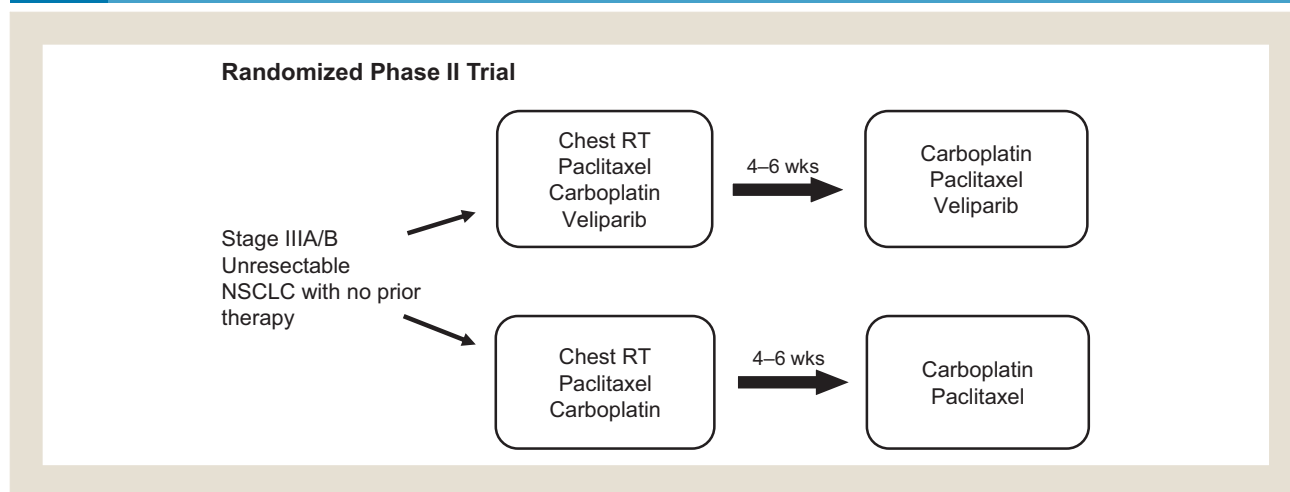 Randomized Phase II Trial
Stage IIIA/B
Unresectable
NSCLC with no prior
therapy
Chest RT
Paclitaxel
Carboplatin
Veliparib
4–6 wks
Carboplatin
Paclitaxel
Veliparib
Chest RT
Paclitaxel
Carboplatin
4–6 wks
Carboplatin
Paclitaxel